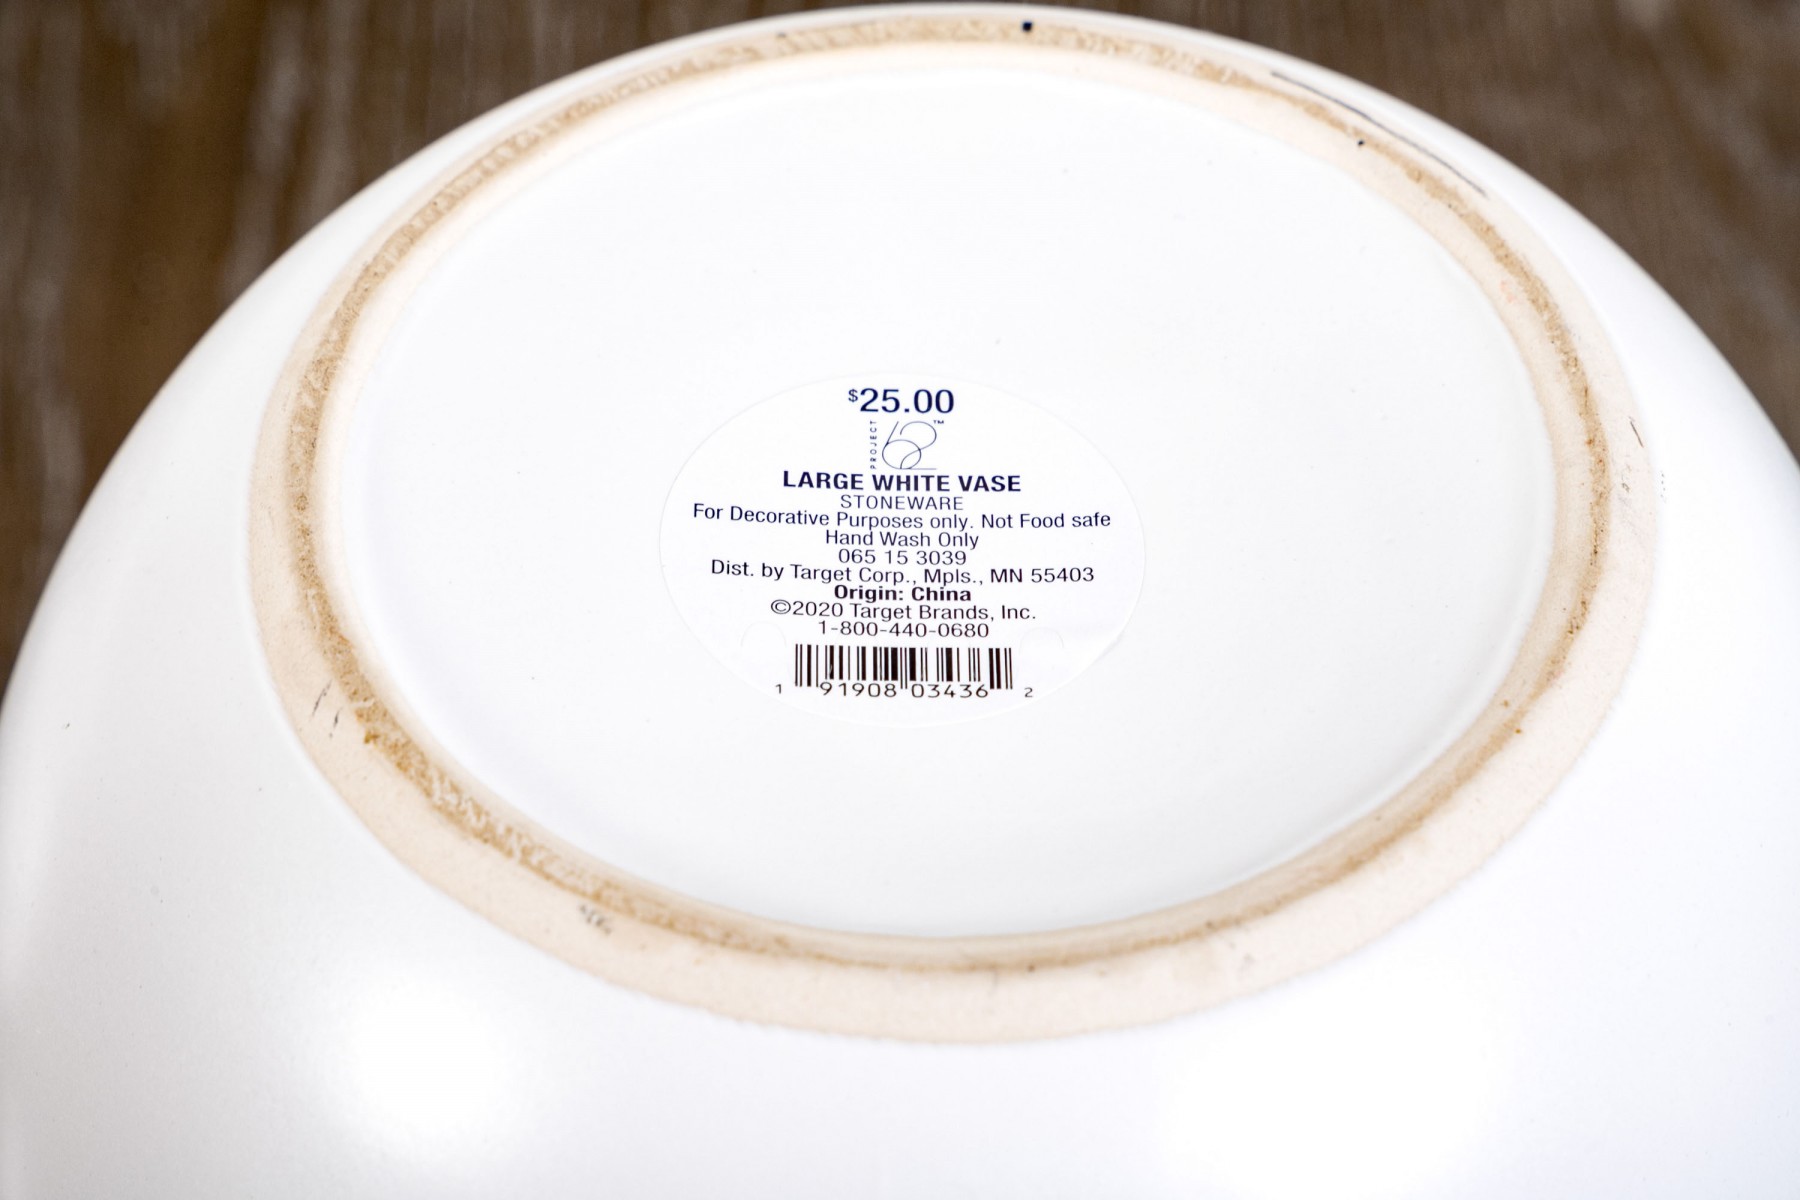 $25.00
PROJECT 62™
LARGE WHITE VASE
STONEWARE
For Decorative Purposes only. Not Food safe
Hand Wash Only
065 15 3039
Dist. by Target Corp., Mpls., MN 55403
Origin: China
©2020 Target Brands, Inc.
1-800-440-0680
1 91908 03436 2